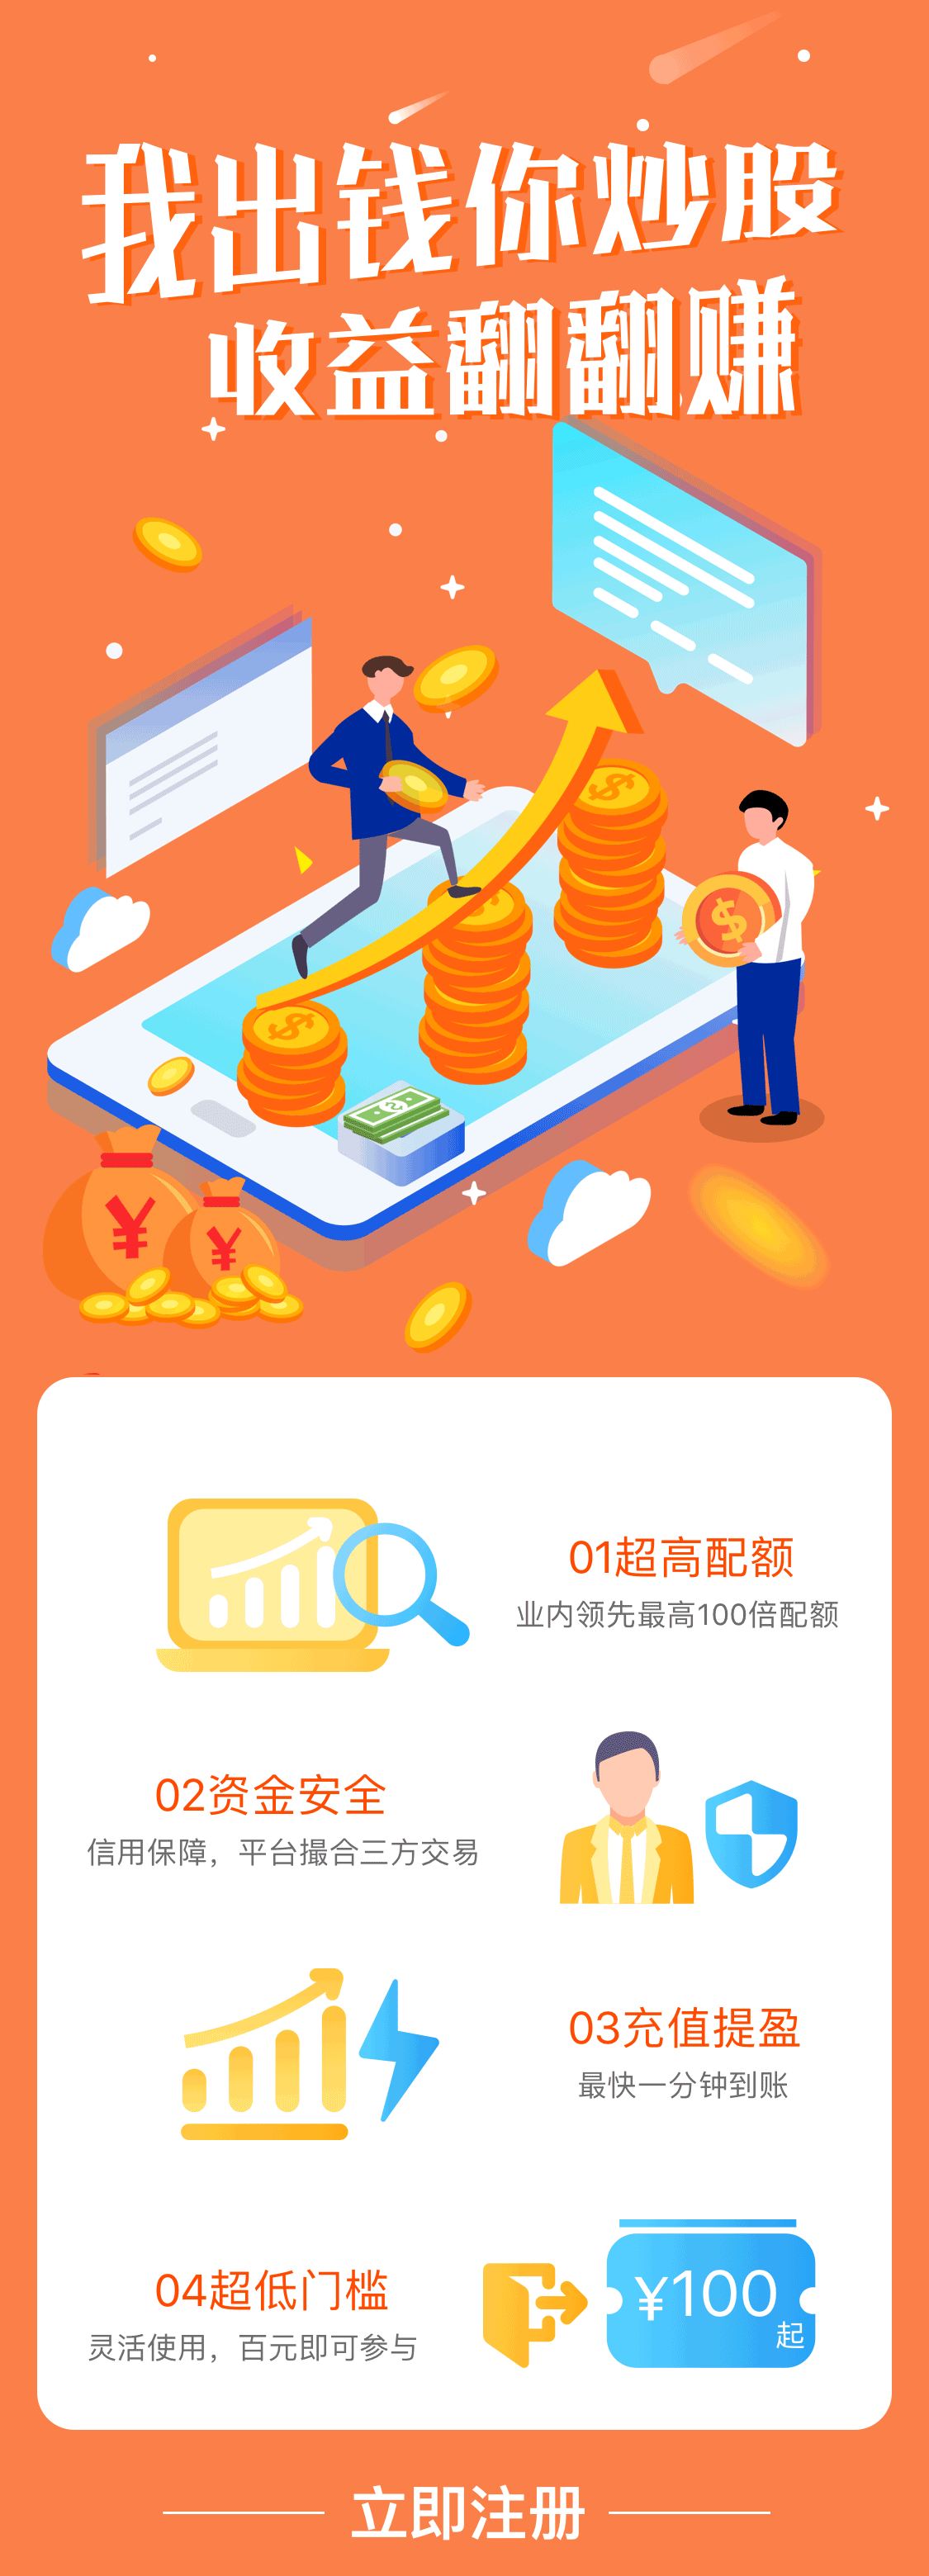 我出钱你炒股
收益翻翻赚
$
$
$
$
$
¥
¥
01超高配额
业内领先最高100倍配额
02资金安全
信用保障，平台撮合三方交易
03充值提盈
最快一分钟到账
04超低门槛
灵活使用，百元即可参与
¥100
起
立即注册